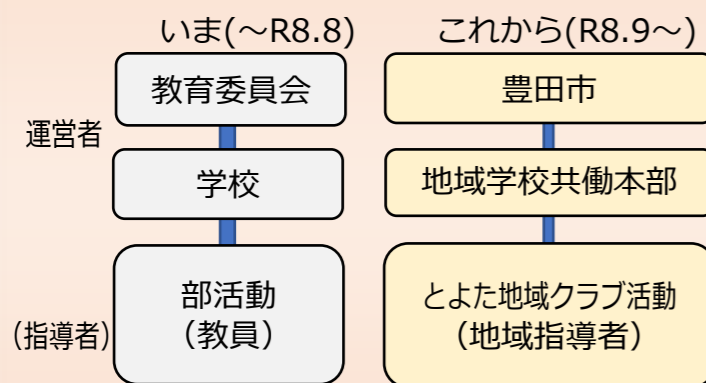 いま(～R8.8)
これから(R8.9～)
運営者
教育委員会
豊田市
学校
地域学校共働本部
(指導者)
部活動
（教員）
とよた地域クラブ活動
（地域指導者）